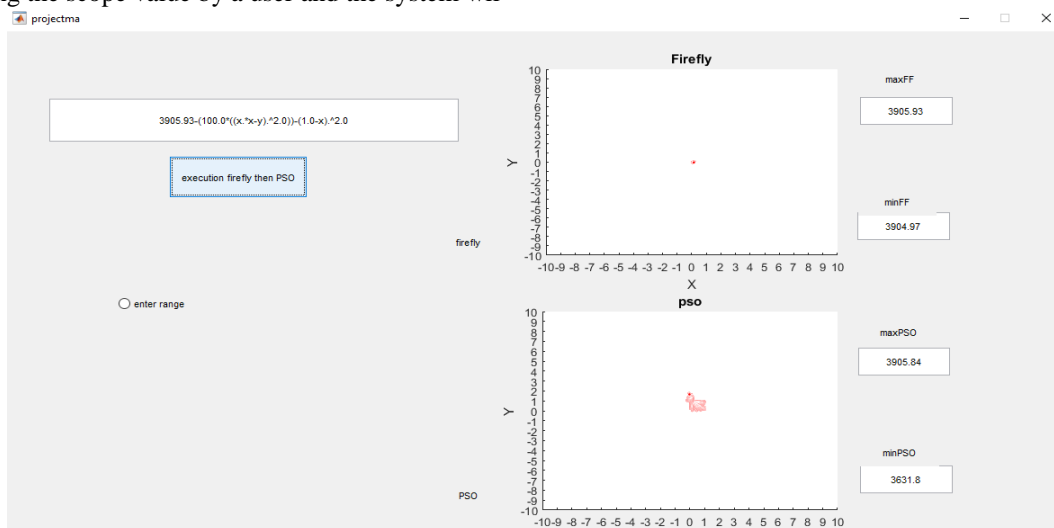 ng the scope value by a user and the system wil
projectma
3905.93-(100.0*((x.*x-y).^2.0))-(1.0-x).^2.0
execution firefly then PSO
enter range
firefly
PSO
Firefly
10
9
8
7
6
5
4
3
2
1
0
-1
-2
-3
-4
-5
-6
-7
-8
-9
-10
Y
-10-9 -8 -7 -6 -5 -4 -3 -2 -1 0 1 2 3 4 5 6 7 8 9 10
X
maxFF
3905.93
minFF
3904.97
pso
10
9
8
7
6
5
4
3
2
1
0
-1
-2
-3
-4
-5
-6
-7
-8
-9
-10
Y
-10-9 -8 -7 -6 -5 -4 -3 -2 -1 0 1 2 3 4 5 6 7 8 9 10
maxPSO
3905.84
minPSO
3631.8